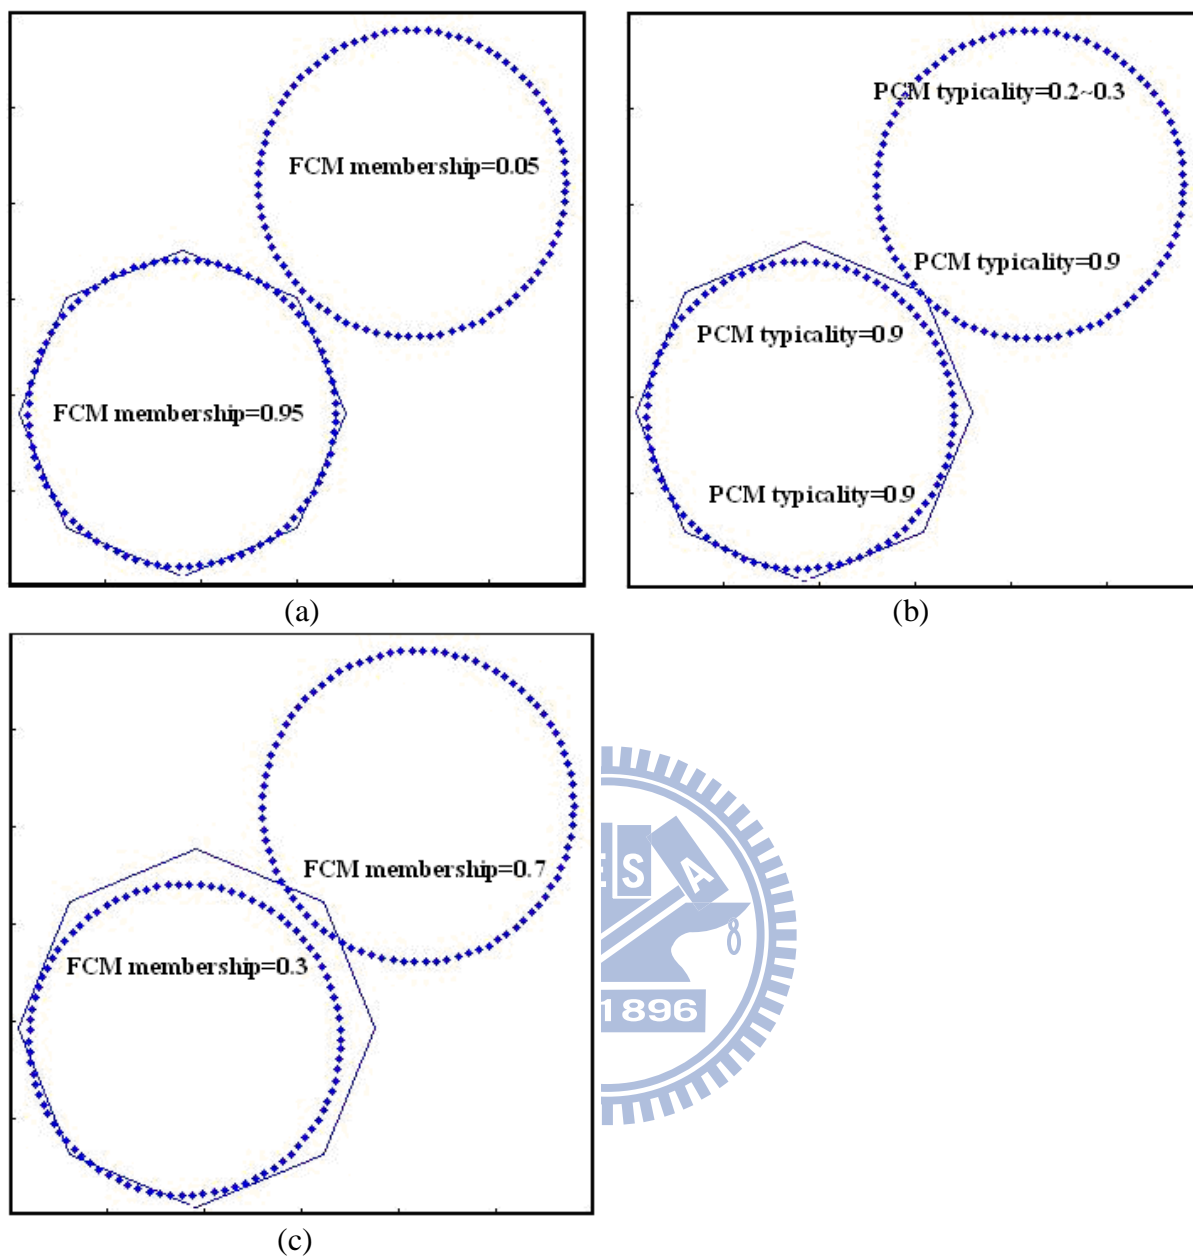 FCM membership=0.05
FCM membership=0.95
(a)
PCM typicality=0.2~0.3
PCM typicality=0.9
PCM typicality=0.9
PCM typicality=0.9
(b)
FCM membership=0.7
FCM membership=0.3
(c)
E S A
1896